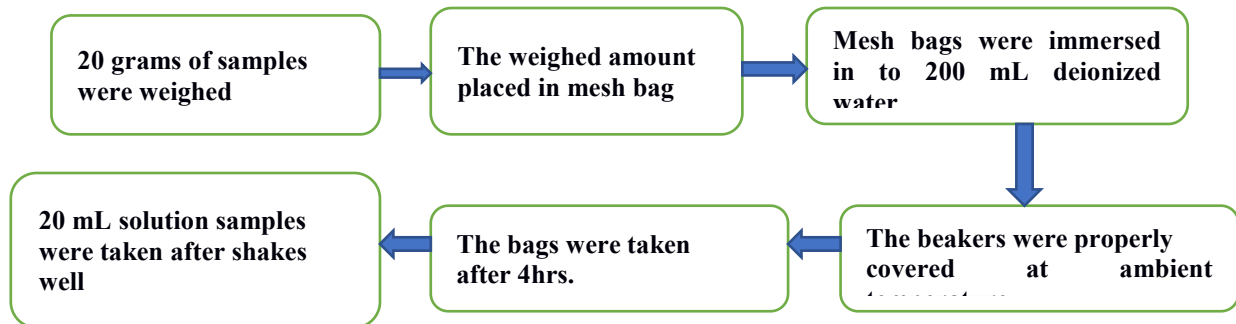 20 grams of samples
were weighed
The weighed amount
placed in mesh bag
Mesh bags were immersed
in to 200 mL deionized
water
The beakers were properly
covered at ambient
The bags were taken
after 4hrs.
20 mL solution samples
were taken after shakes
well